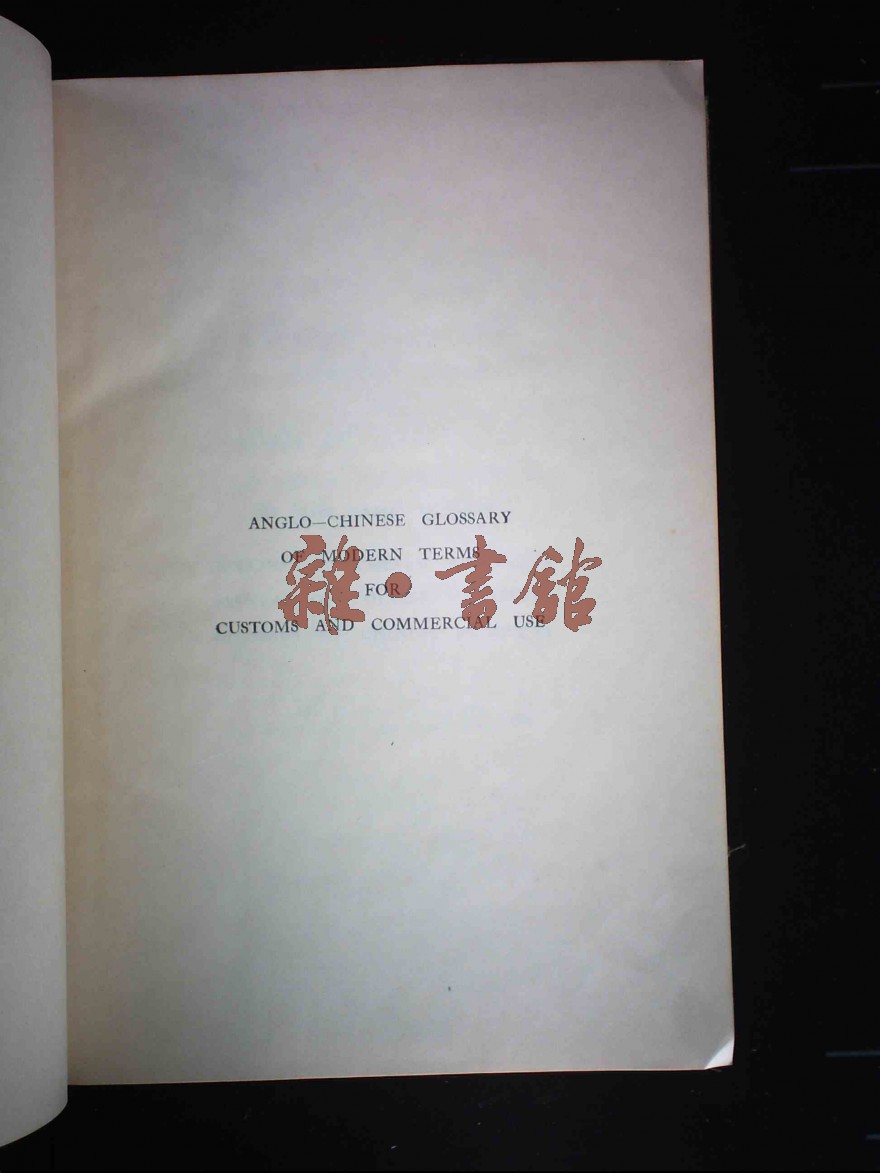 ANGLO—CHINESE GLOSSARY
OF MODERN TERMS
FOR
CUSTOMS AND COMMERCIAL USE
雜·書館